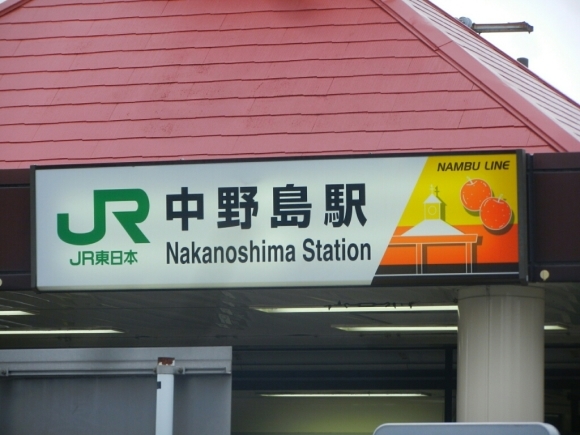 JR 中野島駅
JR東日本 Nakanoshima Station
NAMBU LINE